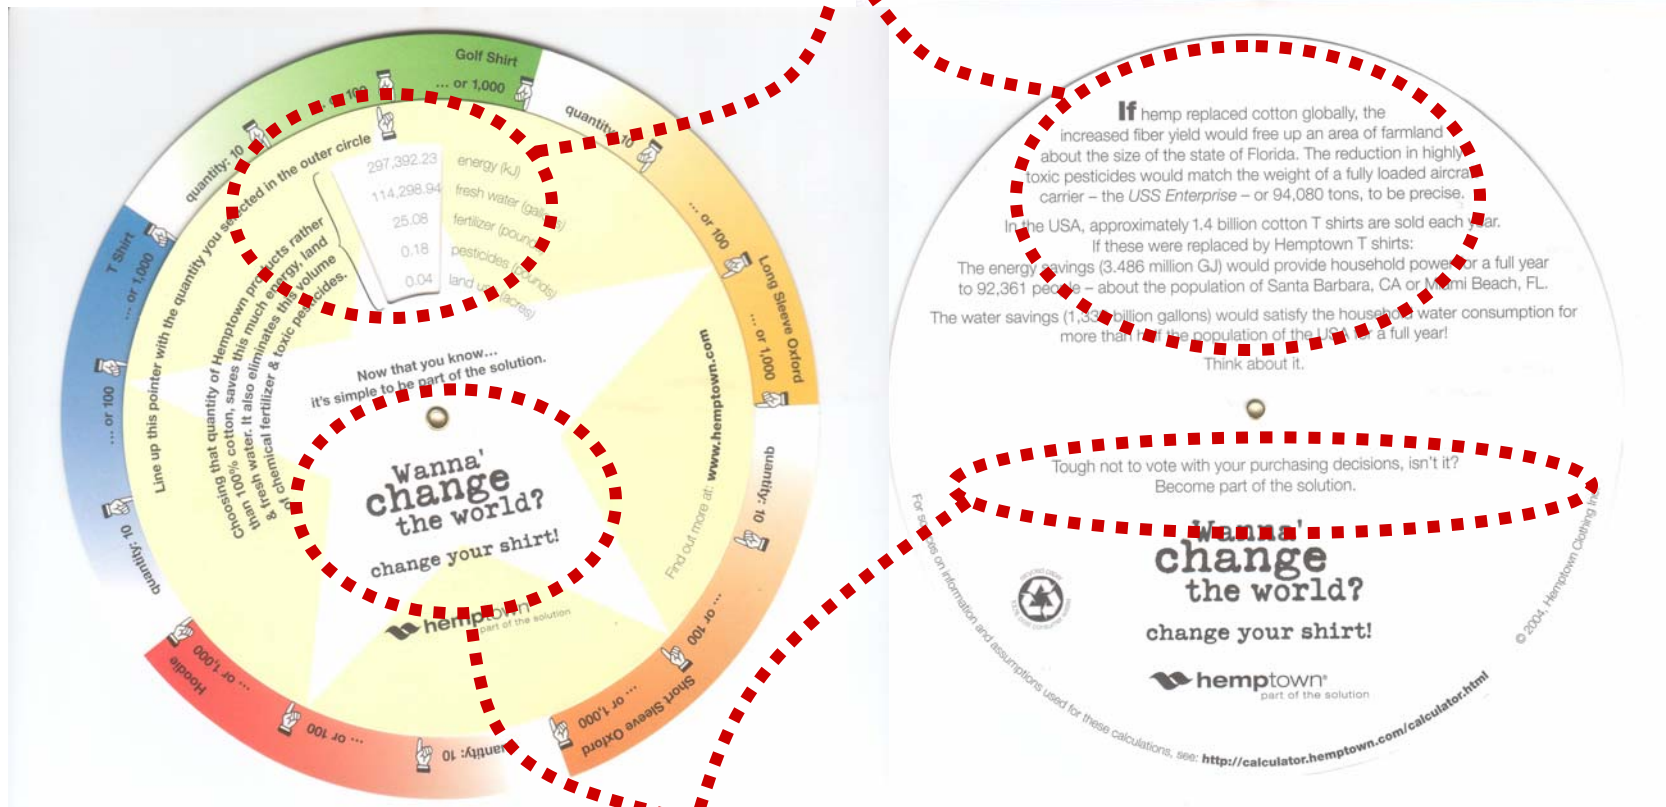 Golf Shirt
... or 1,000
... or 100
quantity: 10
quantity: 10
... or 100
Long Sleeve Oxford
... or 1,000
quantity: 10
... or 100
Short Sleeve Oxford
... or 1,000
quantity: 10
... or 100
Hoodie
... or 1,000
quantity: 10
... or 100
T Shirt
... or 1,000
Line up this pointer with the quantity you selected in the outer circle
297,392.23 energy (kJ)
114,298.94 fresh water (gallons)
25.08 fertilizer (pounds)
0.18 pesticides (pounds)
0.04 land use (acres)
Choosing that quantity of Hemptown products rather
than 100% cotton, saves this much energy, land
& fresh water. It also eliminates this volume
of chemical fertilizer & toxic pesticides.
Now that you know...
it's simple to be part of the solution.
Wanna'
change
the world?
change your shirt!
hemptown
part of the solution
Find out more at: www.hemptown.com
If hemp replaced cotton globally, the
increased fiber yield would free up an area of farmland
about the size of the state of Florida. The reduction in highly
toxic pesticides would match the weight of a fully loaded aircra
carrier – the USS Enterprise – or 94,080 tons, to be precise.
In the USA, approximately 1.4 billion cotton T shirts are sold each year.
If these were replaced by Hemptown T shirts:
The energy savings (3.486 million GJ) would provide household power for a full year
to 92,361 people – about the population of Santa Barbara, CA or Miami Beach, FL.
The water savings billion gallons) would satisfy the household water consumption for
more than half the population of the USA for a full year!
Think about it.
Tough not to vote with your purchasing decisions, isn't it?
Become part of the solution.
Wanna'
change
the world?
change your shirt!
hemptown
part of the solution
For sources on information and assumptions used for these calculations, see: http://calculator.hemptown.com/calculator.html
© 2004, Hemptown Clothing In